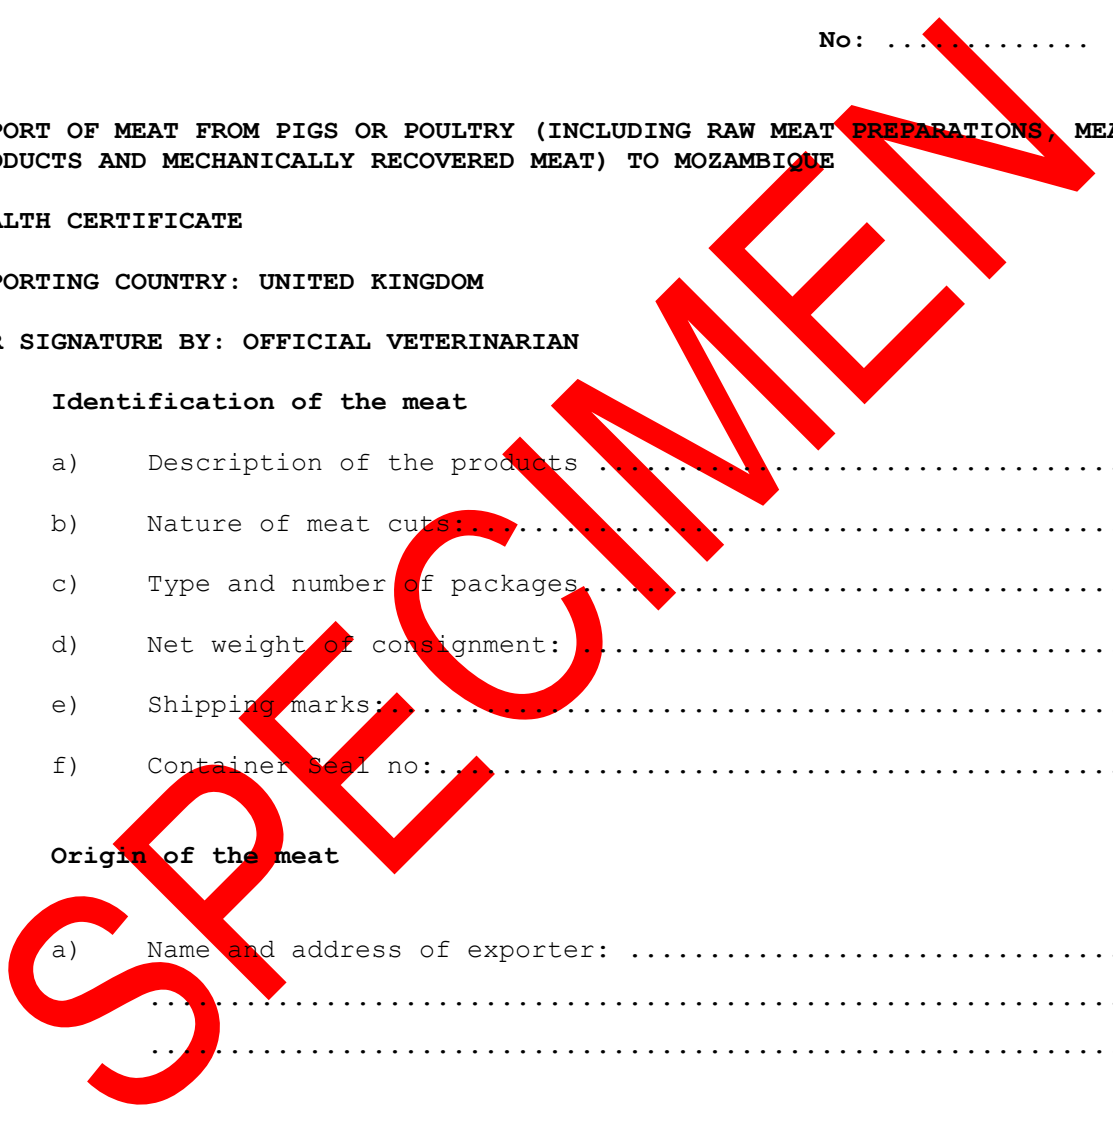 No: .............
PORT OF MEAT FROM PIGS OR POULTRY (INCLUDING RAW MEAT PREPARATIONS, MEA
ODUCTS AND MECHANICALLY RECOVERED MEAT) TO MOZAMBIQUE
ALTH CERTIFICATE
PORTING COUNTRY: UNITED KINGDOM
R SIGNATURE BY: OFFICIAL VETERINARIAN
Identification of the meat
a) Description of the products .................................
b) Nature of meat cuts:........................................
c) Type and number of packages.................................
d) Net weight of consignment: .................................
e) Shipping marks:.............................................
f) Container Seal no:...........................................
Origin of the meat
a) Name and address of exporter: ...............................
.............................................................
............................................................
SPECIMEN